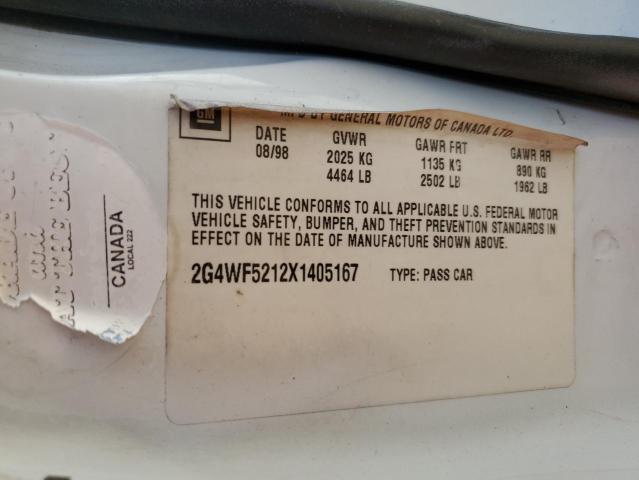 GM
MFD BY GENERAL MOTORS OF CANADA LTD
DATE GVWR GAWR FRT GAWR RR
08/98 2025 KG 1135 KG 890 KG
4464 LB 2502 LB 1962 LB
THIS VEHICLE CONFORMS TO ALL APPLICABLE U.S. FEDERAL MOTOR
VEHICLE SAFETY, BUMPER, AND THEFT PREVENTION STANDARDS IN
EFFECT ON THE DATE OF MANUFACTURE SHOWN ABOVE.
2G4WF5212X1405167 TYPE: PASS CAR
CANADA
LOCAL 222